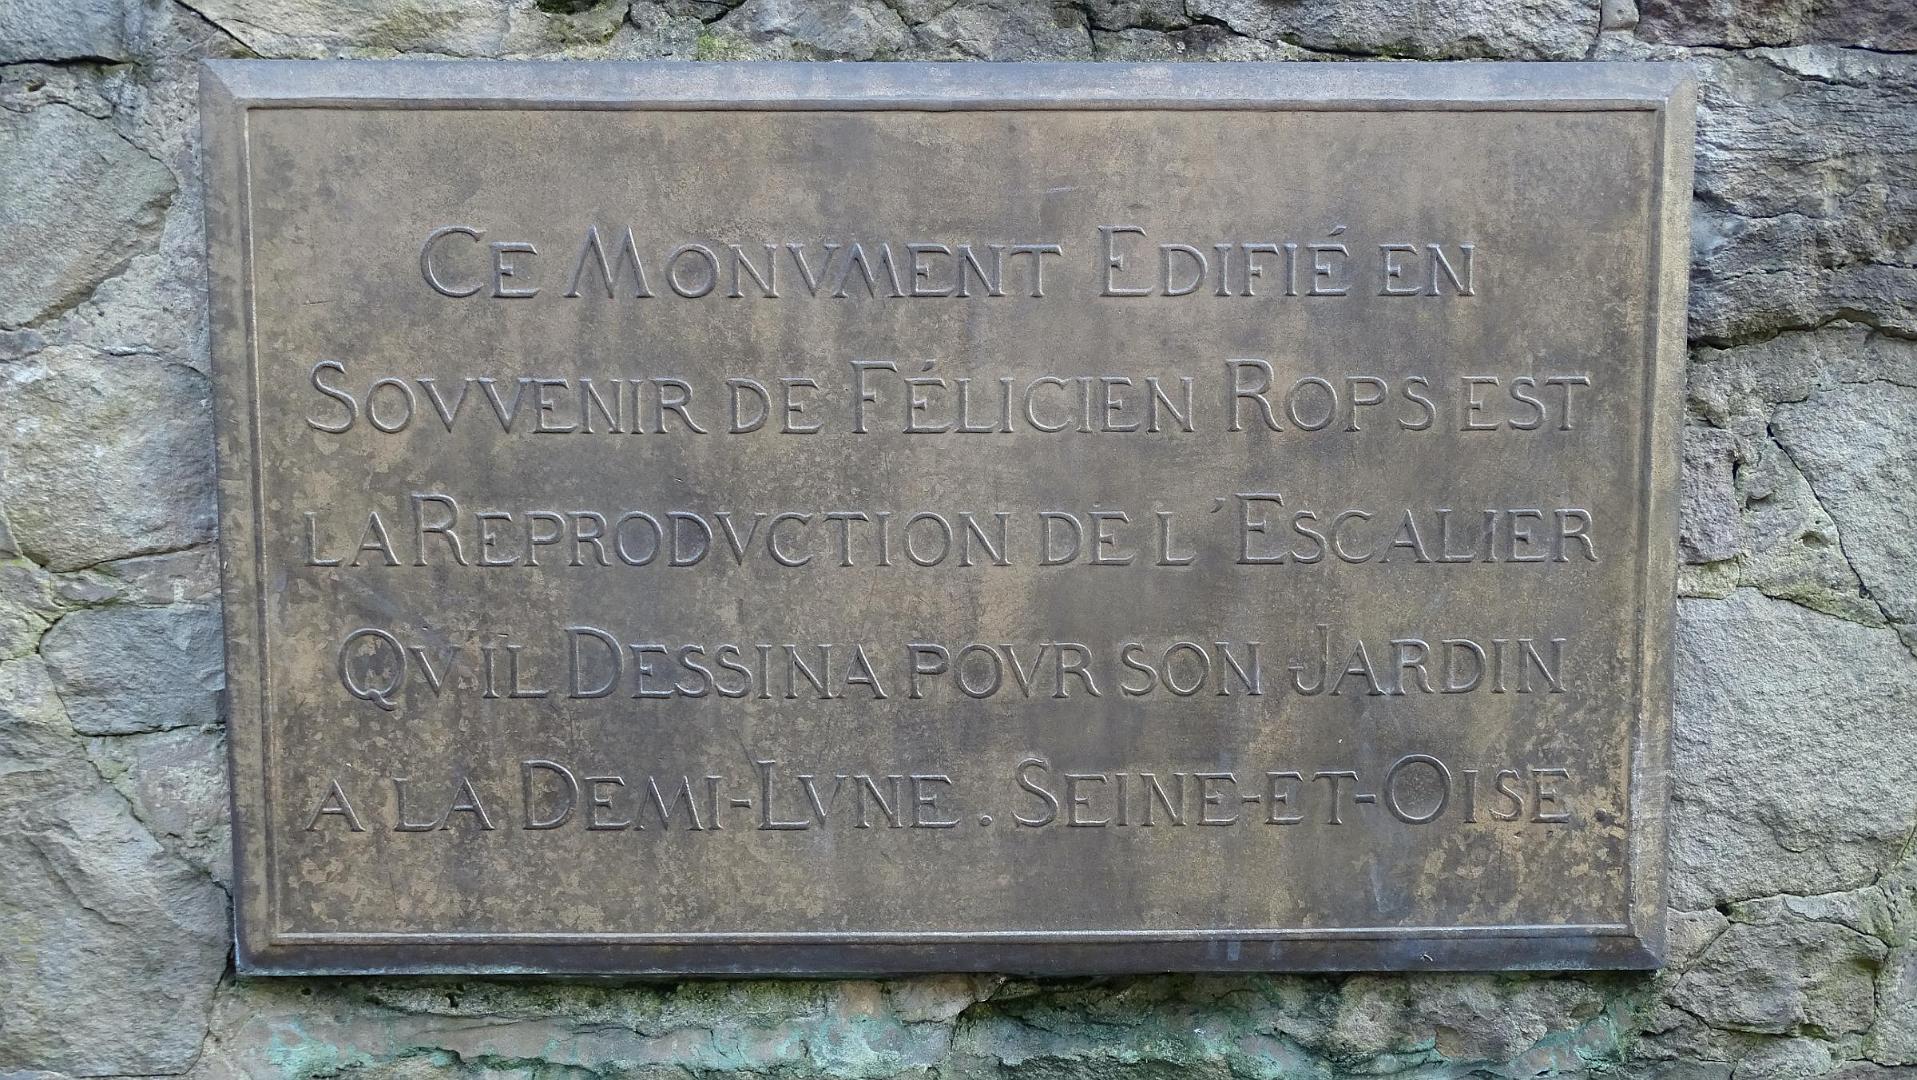 CE MONVMENT EDIFIÉ EN
SOVVENIR DE FÉLICIEN ROPS EST
LA REPRODVCTION DE L'ESCALIER
QV IL DESSINA POVR SON JARDIN
A LA DEMI-LVNE. SEINE-ET-OISE.